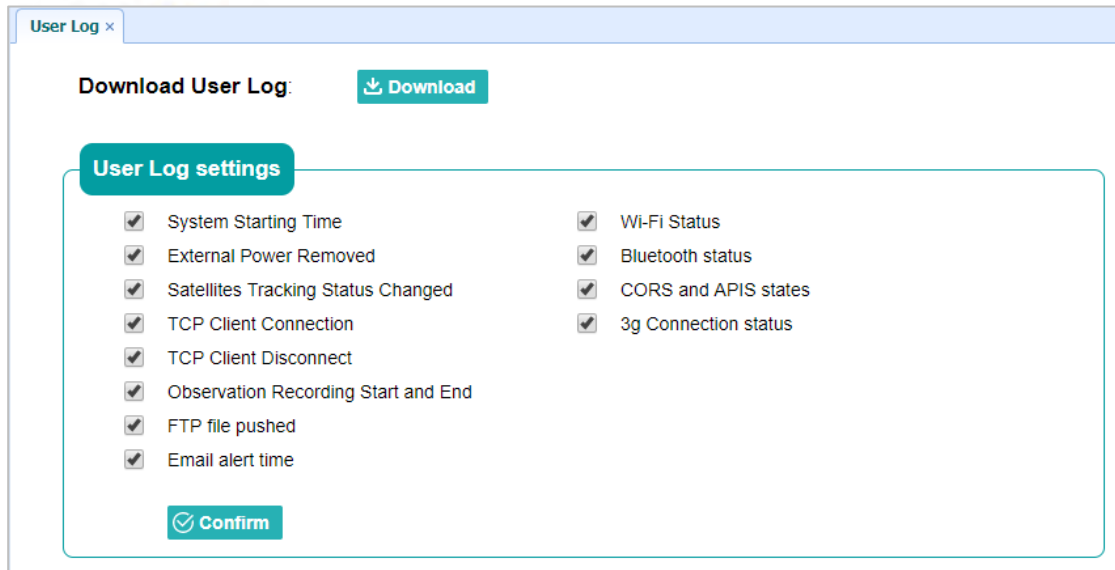 User Log ×
Download User Log:
Download
User Log settings
System Starting Time
External Power Removed
Satellites Tracking Status Changed
TCP Client Connection
TCP Client Disconnect
Observation Recording Start and End
FTP file pushed
Email alert time
Wi-Fi Status
Bluetooth status
CORS and APIS states
3g Connection status
Confirm